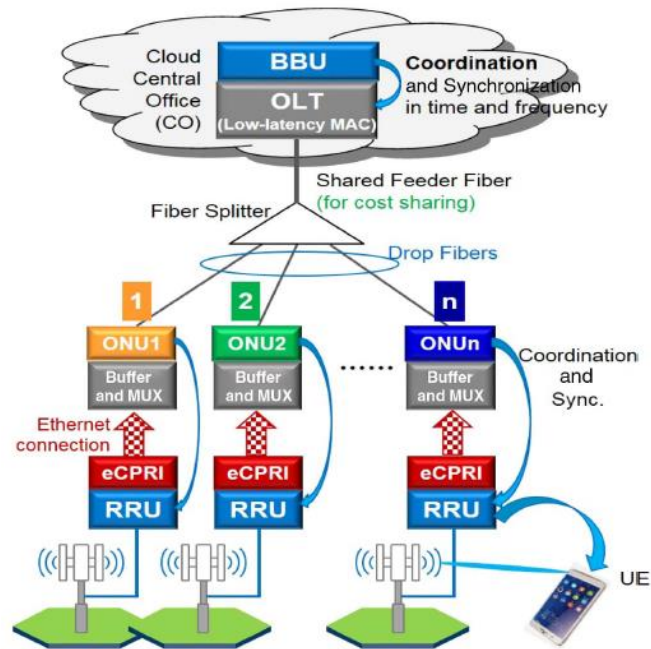 Cloud
Central
Office
(CO)
BBU
OLT
(Low-latency MAC)
Coordination
and Synchronization
in time and frequency
Shared Feeder Fiber
(for cost sharing)
Fiber Splitter
Drop Fibers
1
2
n
ONU1
ONU2
ONUn
Buffer
and MUX
Buffer
and MUX
......
Buffer
and MUX
Coordination
and
Sync.
Ethernet
connection
eCPRI
eCPRI
eCPRI
RRU
RRU
RRU
UE